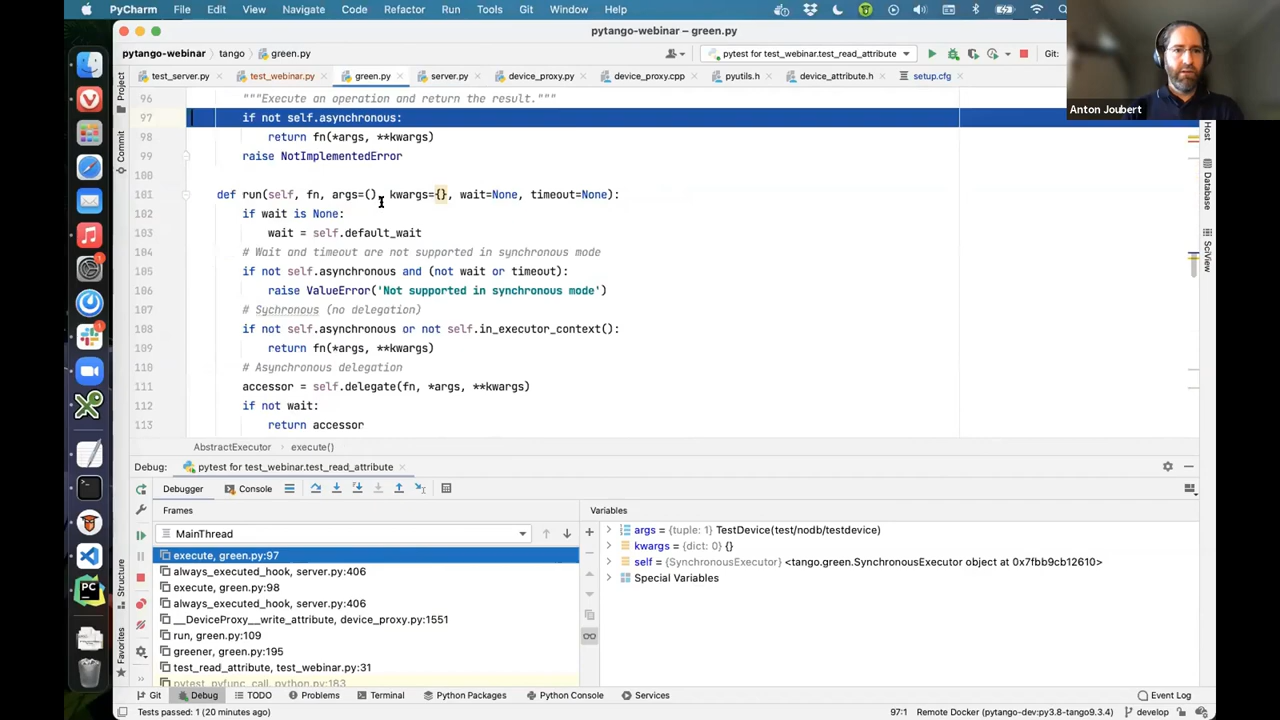 PyCharm File Edit View Navigate Code Refactor Run Tools Git Window Help
pytango-webinar – green.py
pytango-webinar tango green.py pytest for test_webinar.test_read_attribute Git:
test_server.py test_webinar.py green.py server.py device_proxy.py device_proxy.cpp pyutils.h device_attribute.h setup.cfg
Anton Joubert
96 """Execute an operation and return the result."""
97 if not self.asynchronous:
98 return fn(*args, **kwargs)
99 raise NotImplementedError
100
101 def run(self, fn, args=(), kwargs={}, wait=None, timeout=None):
102 if wait is None:
103 wait = self.default_wait
104 # Wait and timeout are not supported in synchronous mode
105 if not self.asynchronous and (not wait or timeout):
106 raise ValueError('Not supported in synchronous mode')
107 # Sychronous (no delegation)
108 if not self.asynchronous or not self.in_executor_context():
109 return fn(*args, **kwargs)
110 # Asynchronous delegation
111 accessor = self.delegate(fn, *args, **kwargs)
112 if not wait:
113 return accessor
AbstractExecutor execute()
Project
Commit
Structure
Favorites
Host
Database
SciView
Debug: pytest for test_webinar.test_read_attribute
Debugger Console
Frames
MainThread
execute, green.py:97
always_executed_hook, server.py:406
execute, green.py:98
always_executed_hook, server.py:406
__DeviceProxy__write_attribute, device_proxy.py:1551
run, green.py:109
greener, green.py:195
test_read_attribute, test_webinar.py:31
pytest_pyfunc_call, python.py:183
Variables
args = {tuple: 1} TestDevice(test/nodb/testdevice)
kwargs = {dict: 0} {}
self = {SynchronousExecutor} <tango.green.SynchronousExecutor object at 0x7fbb9cb12610>
Special Variables
Git Debug TODO Problems Terminal Python Packages Python Console Services Event Log
Tests passed: 1 (20 minutes ago) 97:1 Remote Docker (pytango-dev:py3.8-tango9.3.4) develop